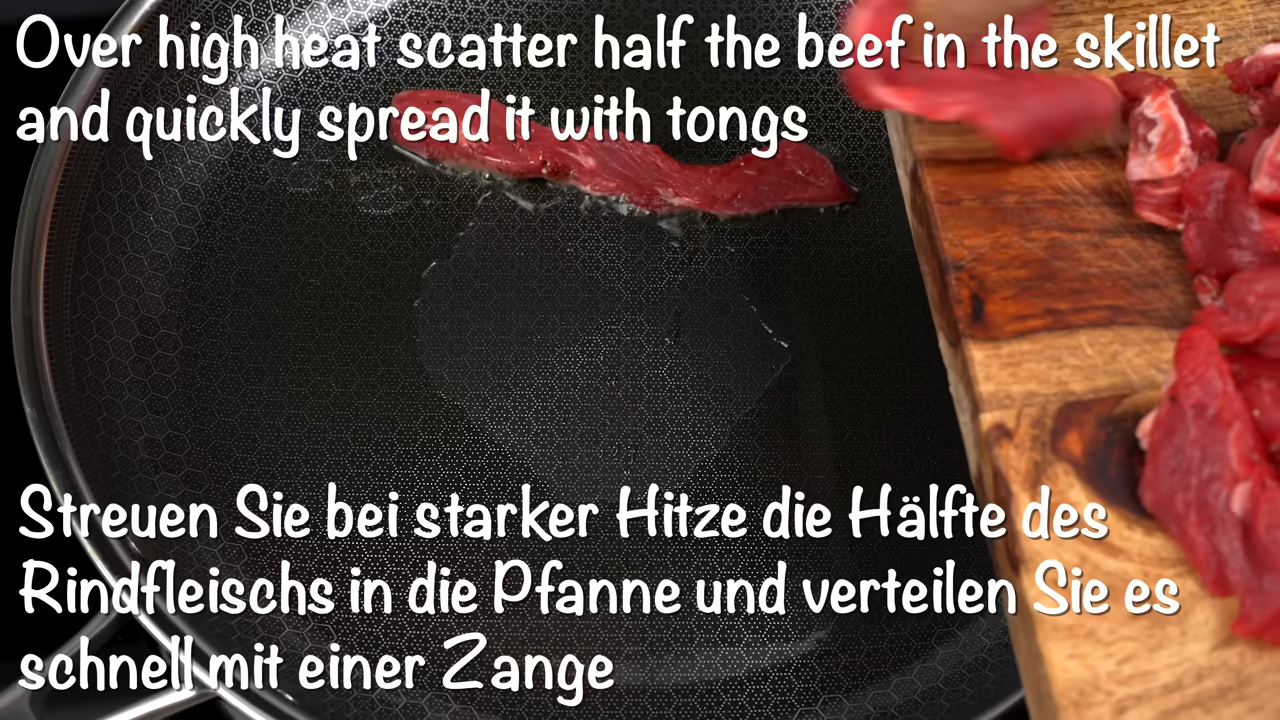 Over high heat scatter half the beef in the skillet
and quickly spread it with tongs
Streuen Sie bei starker Hitze die Hälfte des
Rindfleischs in die Pfanne und verteilen Sie es
schnell mit einer Zange